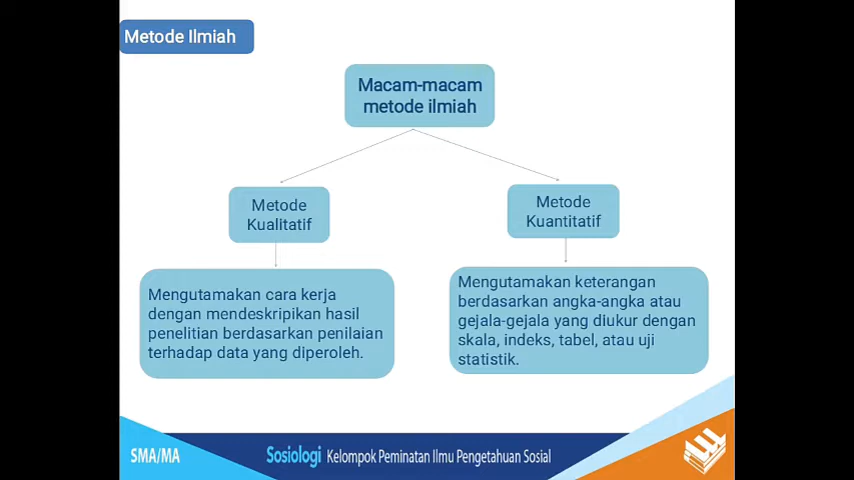 Metode Ilmiah
Macam-macam
metode ilmiah
Metode
Kualitatif
Metode
Kuantitatif
Mengutamakan cara kerja
dengan mendeskripikan hasil
penelitian berdasarkan penilaian
terhadap data yang diperoleh.
Mengutamakan keterangan
berdasarkan angka-angka atau
gejala-gejala yang diukur dengan
skala, indeks, tabel, atau uji
statistik.
SMA/MA
Sosiologi Kelompok Peminatan Ilmu Pengetahuan Sosial